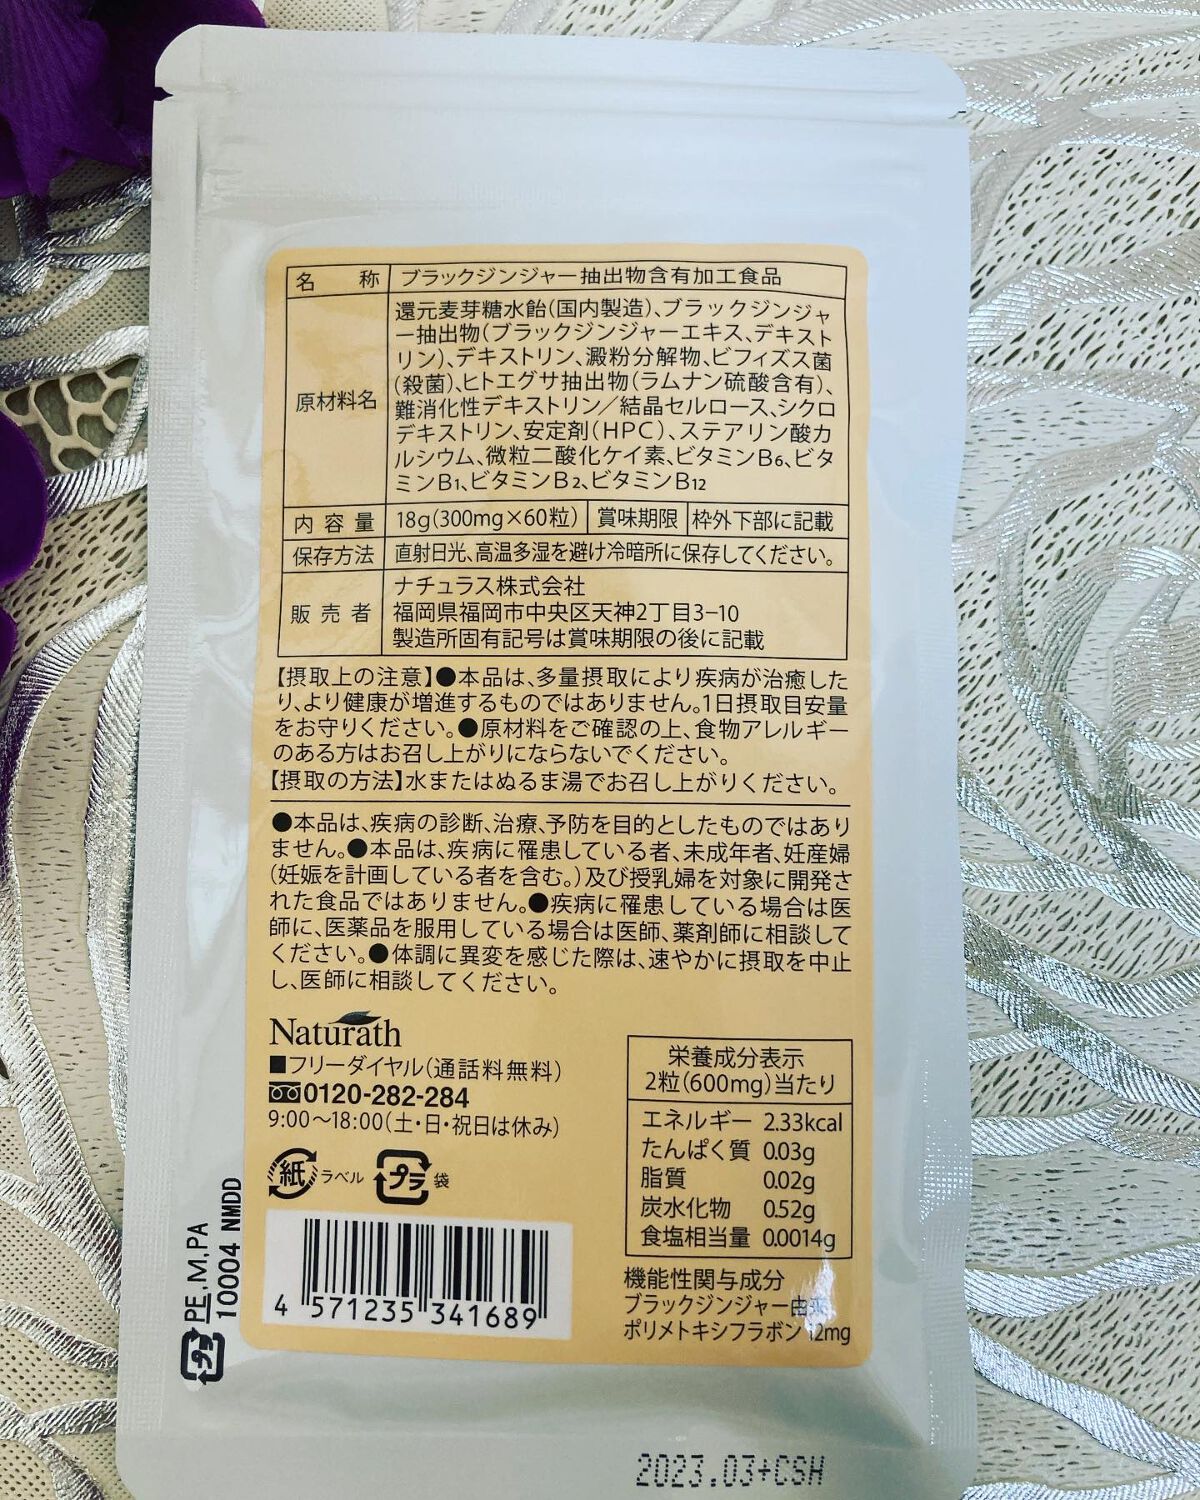 名称 ブラックジンジャー抽出物含有加工食品
原材料名
還元麦芽糖水飴(国内製造)、ブラックジンジャ
ー抽出物(ブラックジンジャーエキス、デキスト
リン)、デキストリン、澱粉分解物、ビフィズス菌
(殺菌)、ヒトエグサ抽出物(ラムナン硫酸含有)、
難消化性デキストリン/結晶セルロース、シクロ
デキストリン、安定剤(HPC)、ステアリン酸カ
ルシウム、微粒二酸化ケイ素、ビタミンB6、ビタ
ミンB1、ビタミンB2、ビタミンB12
内容量 18g(300mg×60粒) 賞味期限 枠外下部に記載
保存方法 直射日光、高温多湿を避け冷暗所に保存してください。
販売者
ナチュラス株式会社
福岡県福岡市中央区天神2丁目3-10
製造所固有記号は賞味期限の後に記載
【摂取上の注意】●本品は、多量摂取により疾病が治癒した
り、より健康が増進するものではありません。1日摂取目安量
をお守りください。●原材料をご確認の上、食物アレルギー
のある方はお召し上がりにならないでください。
【摂取の方法】水またはぬるま湯でお召し上がりください。
●本品は、疾病の診断、治療、予防を目的としたものではあり
ません。●本品は、疾病に罹患している者、未成年者、妊産婦
(妊娠を計画している者を含む。)及び授乳婦を対象に開発さ
れた食品ではありません。●疾病に罹患している場合は医
師に、医薬品を服用している場合は医師、薬剤師に相談して
ください。●体調に異変を感じた際は、速やかに摂取を中止
し、医師に相談してください。
Naturath
■フリーダイヤル(通話料無料)
0120-282-284
9:00～18:00(土・日・祝日は休み)
紙 ラベル プラ 袋
4 571235 341689
栄養成分表示
2粒(600mg)当たり
エネルギー 2.33kcal
たんぱく質 0.03g
脂質 0.02g
炭水化物 0.52g
食塩相当量 0.0014g
機能性関与成分
ブラックジンジャー由来
ポリメトキシフラボン 12mg
プラ PE,M,PA
10004 NMDD
2023.03+CSH